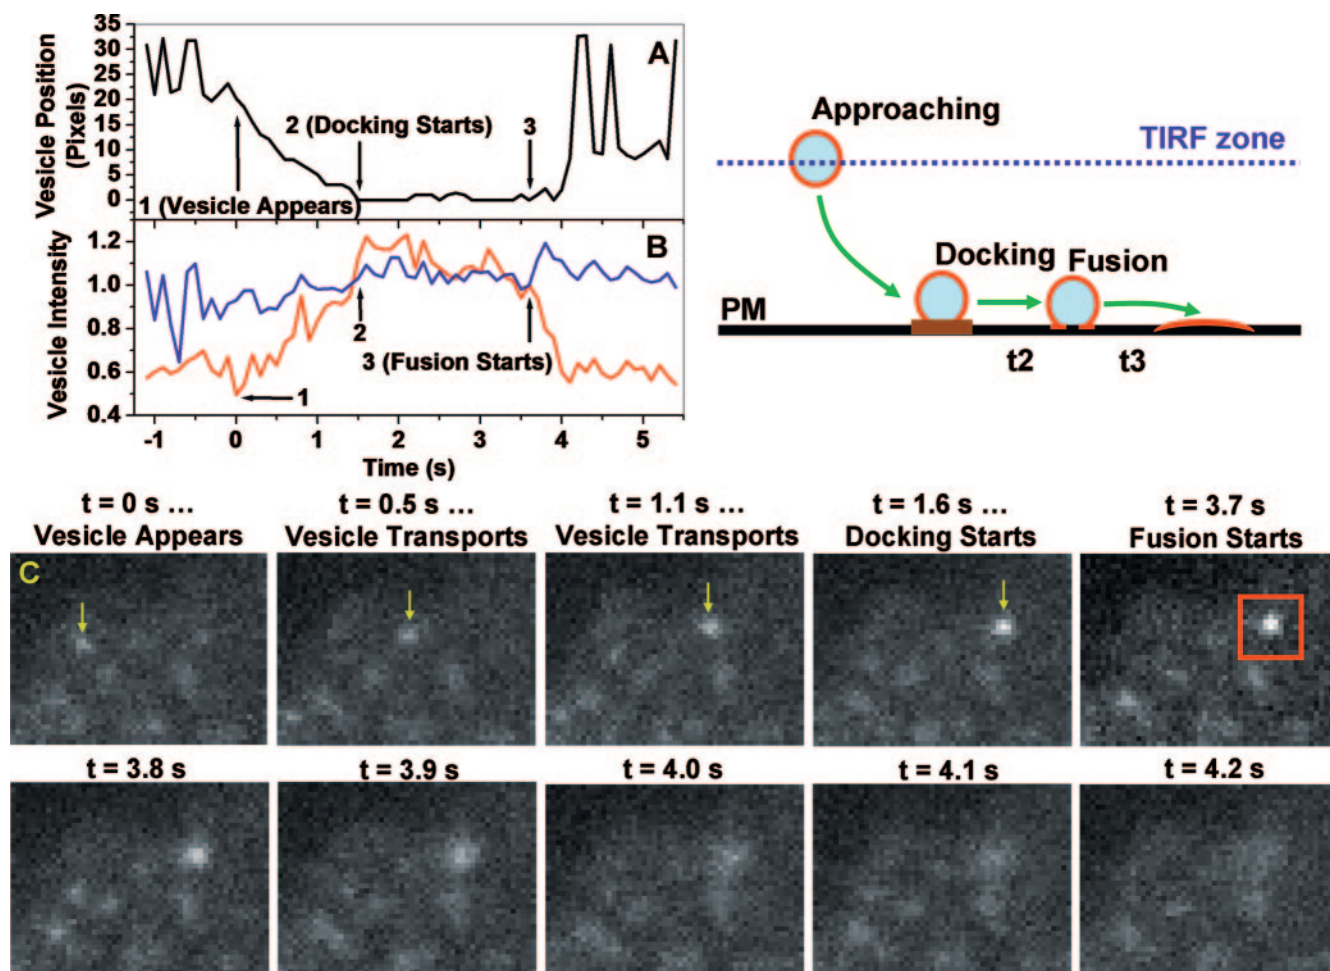 35
30
25
20
15
10
5
0
Vesicle Position
(Pixels)
A
2 (Docking Starts)
3
1 (Vesicle Appears)
1.2
1.0
0.8
0.6
0.4
Vesicle Intensity
B
2
3 (Fusion Starts)
1
-1 0 1 2 3 4 5
Time (s)
Approaching
TIRF zone
Docking
Fusion
PM
t2
t3
t = 0 s ...
Vesicle Appears
t = 0.5 s ...
Vesicle Transports
t = 1.1 s ...
Vesicle Transports
t = 1.6 s ...
Docking Starts
t = 3.7 s
Fusion Starts
C
t = 3.8 s
t = 3.9 s
t = 4.0 s
t = 4.1 s
t = 4.2 s